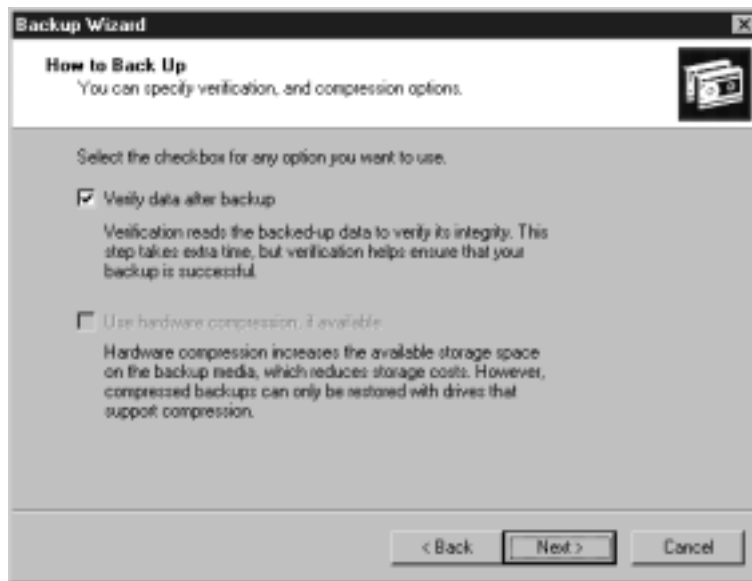 Backup Wizard
How to Back Up
You can specify verification, and compression options.
Select the checkbox for any option you want to use.
Verify data after backup
Verification reads the backed-up data to verify its integrity. This
step takes extra time, but verification helps ensure that your
backup is successful.
Use hardware compression, if available
Hardware compression increases the available storage space
on the backup media, which reduces storage costs. However,
compressed backups can only be restored with drives that
support compression.
< Back Next > Cancel